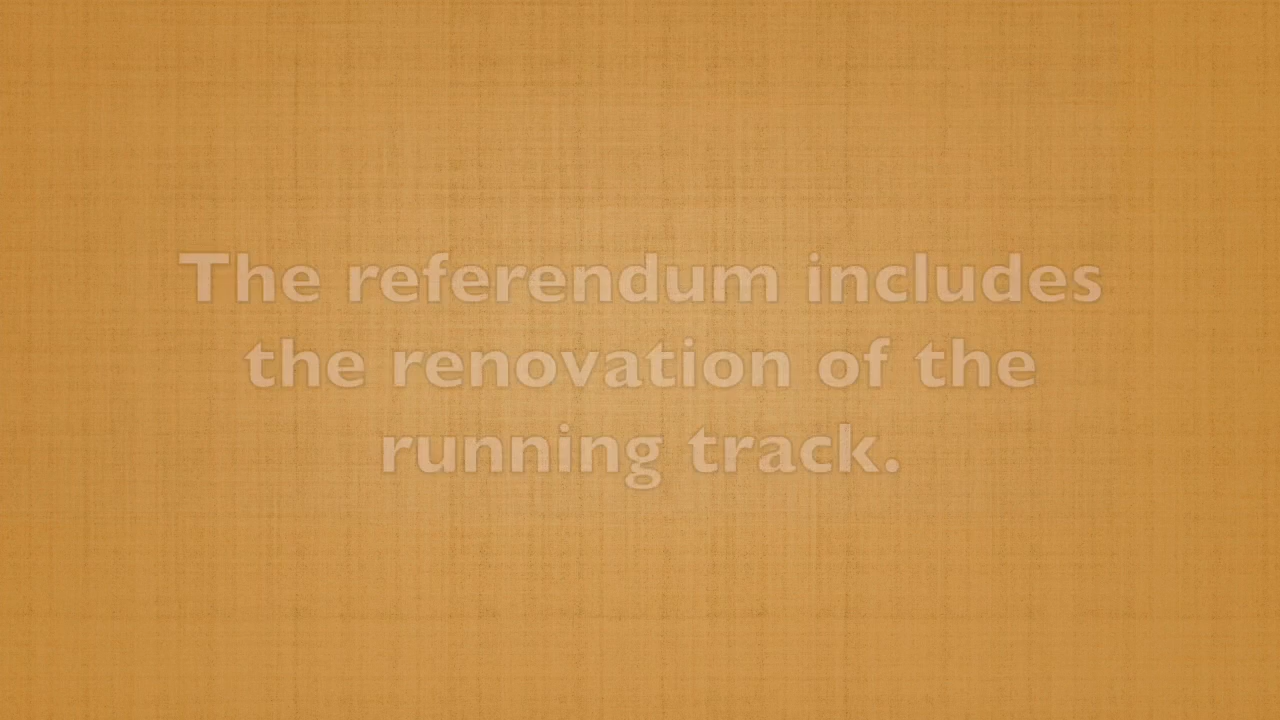 The referendum includes
the renovation of the
running track.